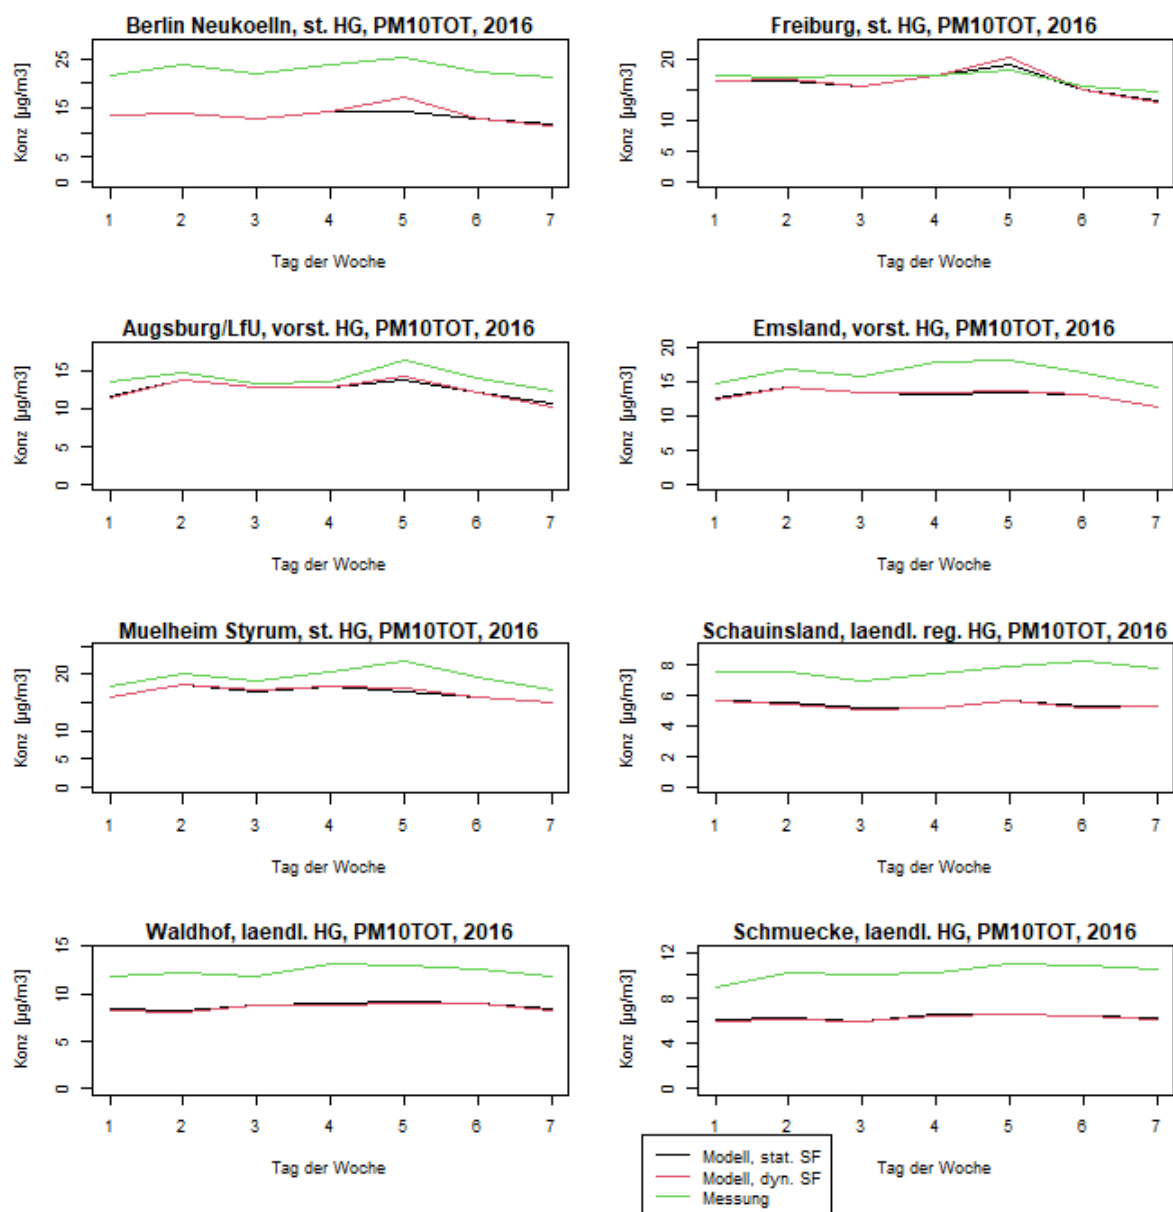 Berlin Neukoelln, st. HG, PM10TOT, 2016
Konz [µg/m3]
0 5 15 25
1 2 3 4 5 6 7
Tag der Woche
Freiburg, st. HG, PM10TOT, 2016
Konz [µg/m3]
0 5 10 20
1 2 3 4 5 6 7
Tag der Woche
Augsburg/LfU, vorst. HG, PM10TOT, 2016
Konz [µg/m3]
0 5 10 15
1 2 3 4 5 6 7
Tag der Woche
Emsland, vorst. HG, PM10TOT, 2016
Konz [µg/m3]
0 5 10 15 20
1 2 3 4 5 6 7
Tag der Woche
Muelheim Styrum, st. HG, PM10TOT, 2016
Konz [µg/m3]
0 5 10 20
1 2 3 4 5 6 7
Tag der Woche
Schauinsland, laendl. reg. HG, PM10TOT, 2016
Konz [µg/m3]
0 2 4 6 8
1 2 3 4 5 6 7
Tag der Woche
Waldhof, laendl. HG, PM10TOT, 2016
Konz [µg/m3]
0 5 10 15
1 2 3 4 5 6 7
Tag der Woche
Schmuecke, laendl. HG, PM10TOT, 2016
Konz [µg/m3]
0 4 8 12
1 2 3 4 5 6 7
Tag der Woche
Modell, stat. SF
Modell, dyn. SF
Messung